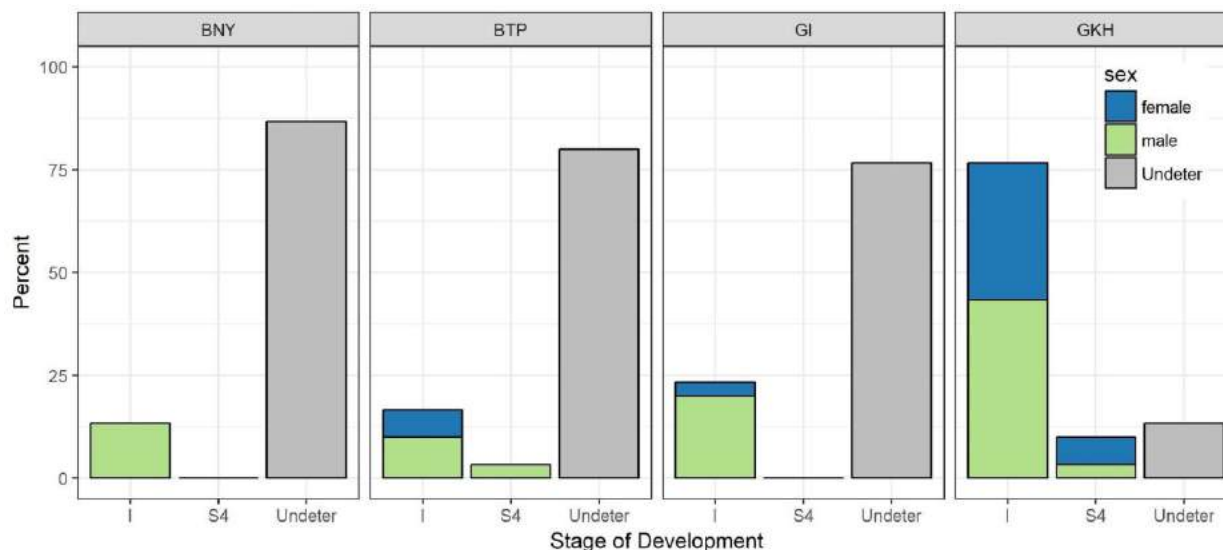 BNY BTP GI GKH
100
75
50
25
0
Percent
sex
female
male
Undeter
I S4 Undeter I S4 Undeter I S4 Undeter I S4 Undeter
Stage of Development